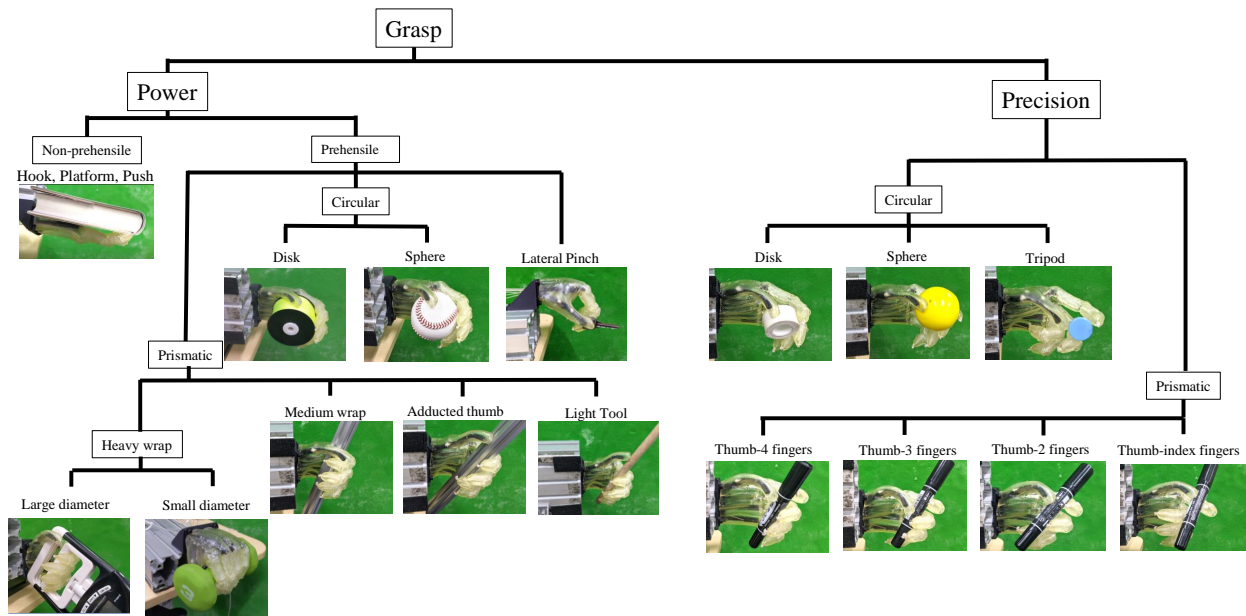 Grasp
Power
Precision
Non-prehensile
Prehensile
Hook, Platform, Push
Circular
Circular
Disk
Sphere
Lateral Pinch
Disk
Sphere
Tripod
Prismatic
Prismatic
Medium wrap
Adducted thumb
Light Tool
Heavy wrap
Thumb-4 fingers
Thumb-3 fingers
Thumb-2 fingers
Thumb-index fingers
Large diameter
Small diameter